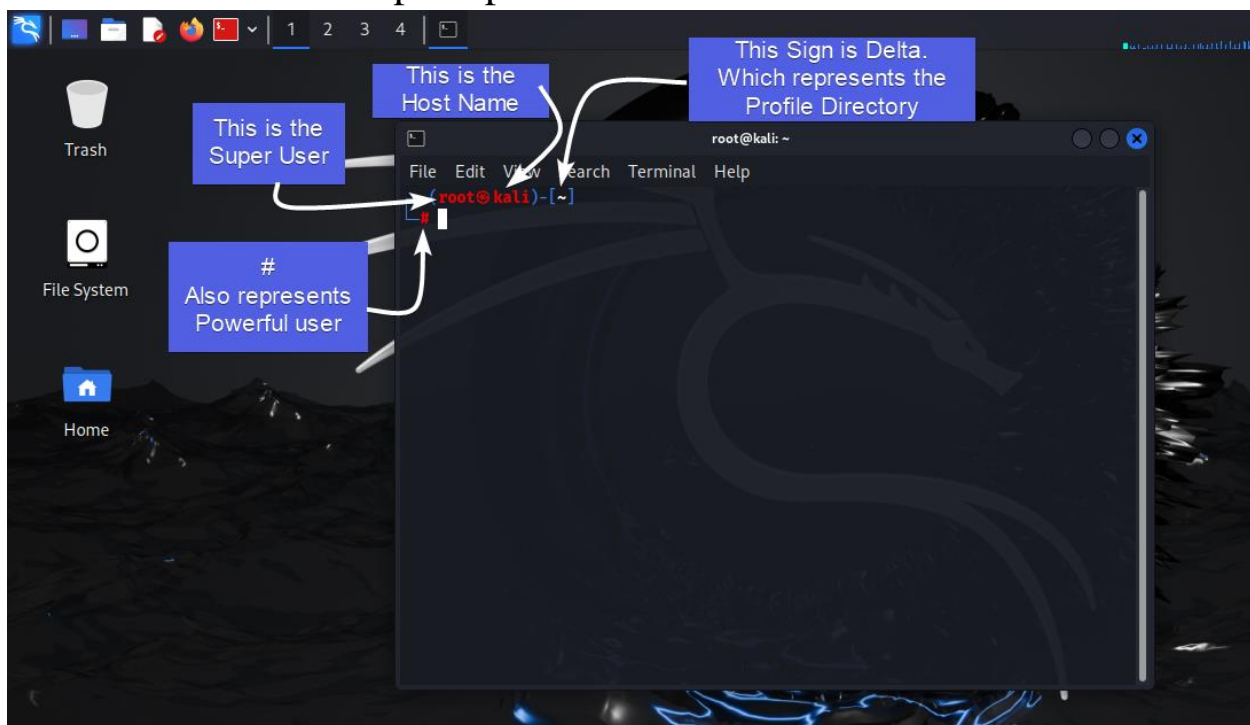 1 2 3 4
This Sign is Delta.
Which represents the
Profile Directory
This is the
Host Name
This is the
Super User
Trash
root@kali: ~
File Edit View Search Terminal Help
(root㉿kali)-[~]
└─#
#
Also represents
Powerful user
File System
Home